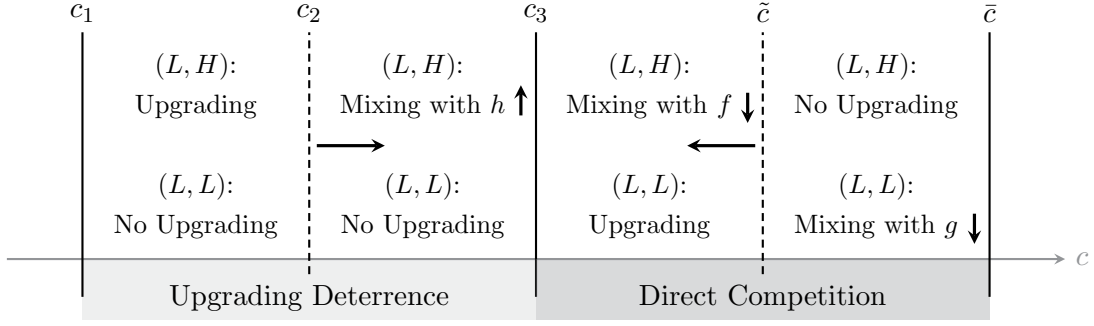 c₁ c₂ c₃ c̃ c̄
(L, H): (L, H): (L, H): (L, H):
Upgrading Mixing with h Mixing with f No Upgrading
(L, L): (L, L): (L, L): (L, L):
No Upgrading No Upgrading Upgrading Mixing with g
c
Upgrading Deterrence Direct Competition